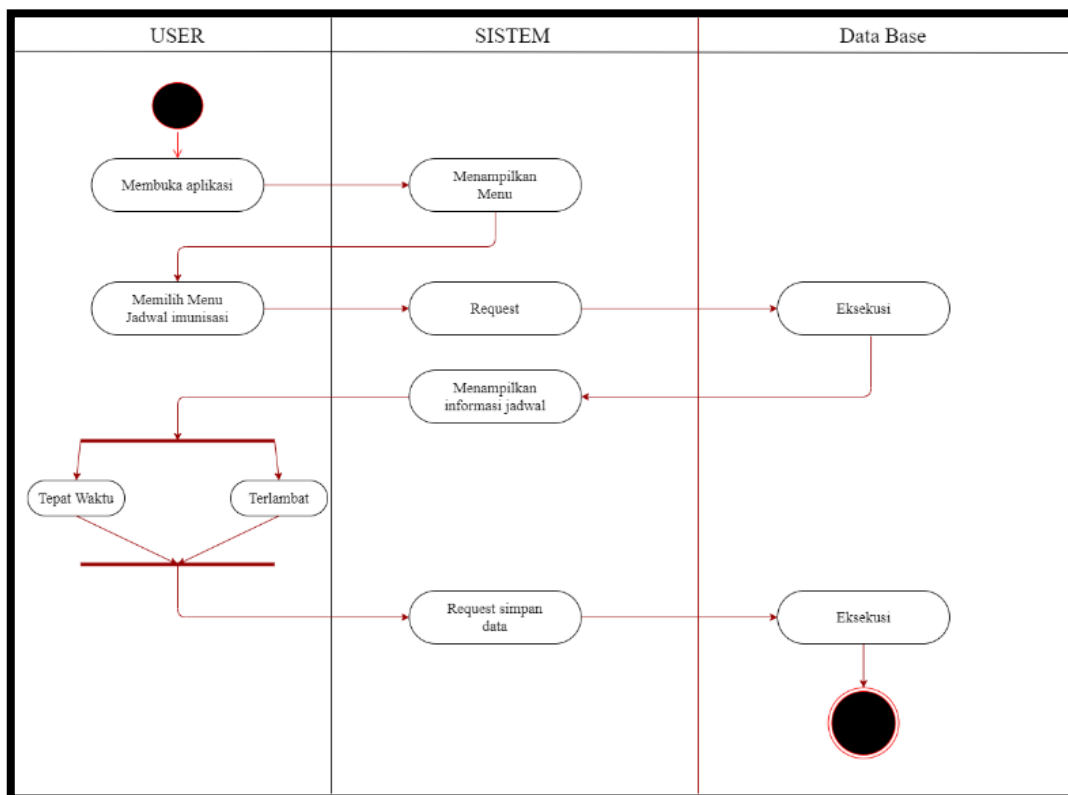 USER
SISTEM
Data Base
Membuka aplikasi
Menampilkan
Menu
Memilih Menu
Jadwal imunisasi
Request
Eksekusi
Menampilkan
informasi jadwal
Tepat Waktu
Terlambat
Request simpan
data
Eksekusi